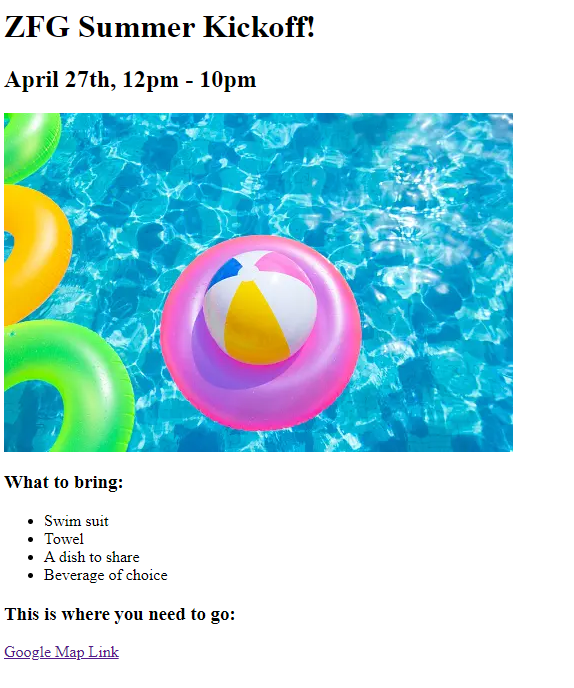 ZFG Summer Kickoff!
April 27th, 12pm - 10pm
What to bring:
Swim suit
Towel
A dish to share
Beverage of choice
This is where you need to go:
Google Map Link